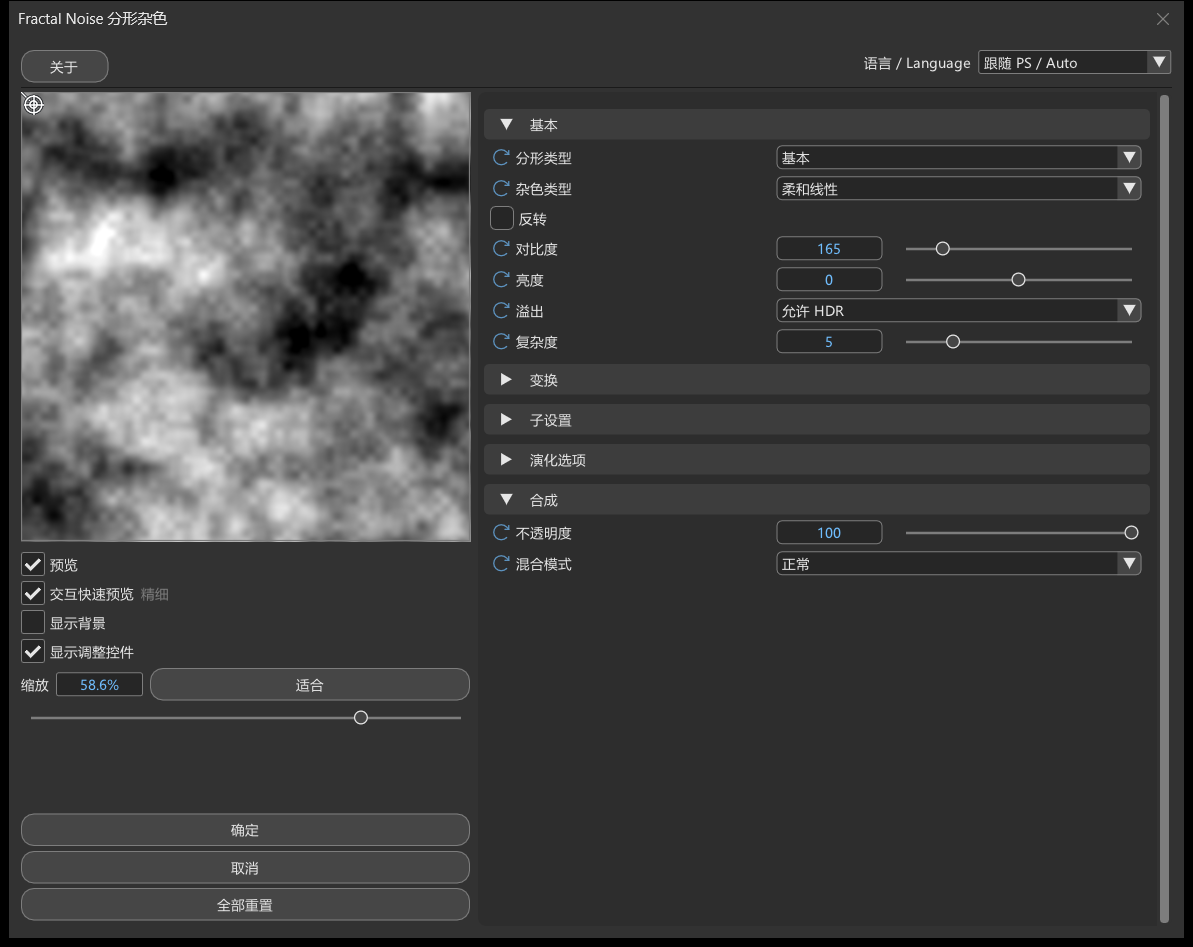 Fractal Noise 分形杂色
关于
语言 / Language 跟随 PS / Auto
基本
分形类型 基本
杂色类型 柔和线性
反转
对比度 165
亮度 0
溢出 允许 HDR
复杂度 5
变换
子设置
演化选项
合成
不透明度 100
混合模式 正常
预览
交互快速预览 精细
显示背景
显示调整控件
缩放 58.6% 适合
确定
取消
全部重置